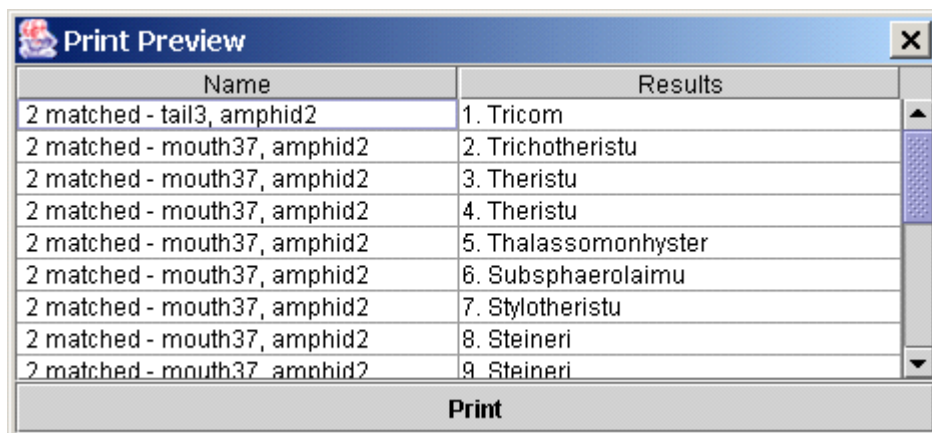 Print Preview
Name Results
2 matched - tail3, amphid2 1. Tricom
2 matched - mouth37, amphid2 2. Trichotheristu
2 matched - mouth37, amphid2 3. Theristu
2 matched - mouth37, amphid2 4. Theristu
2 matched - mouth37, amphid2 5. Thalassomonhyster
2 matched - mouth37, amphid2 6. Subsphaerolaimu
2 matched - mouth37, amphid2 7. Stylotheristu
2 matched - mouth37, amphid2 8. Steineri
2 matched - mouth37, amphid2 9. Steineri
Print